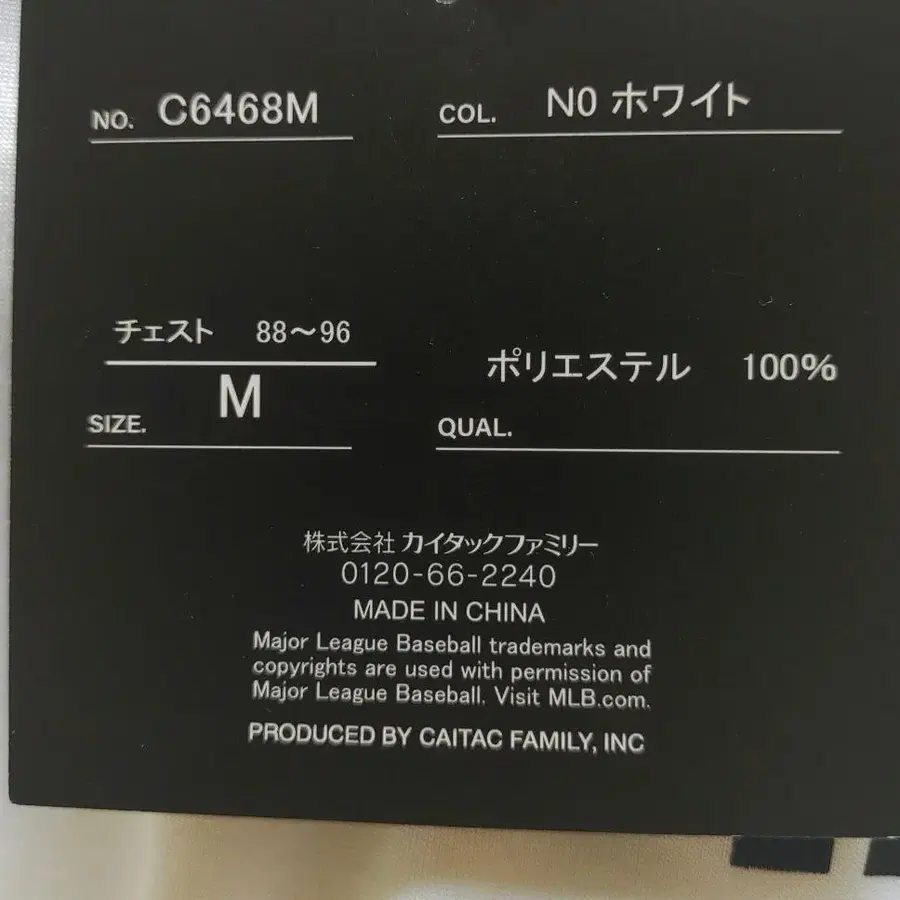 NO. C6468M
COL. N0 ホワイト
チェスト 88～96
SIZE. M
ポリエステル 100%
QUAL.
株式会社 カイタックファミリー
0120-66-2240
MADE IN CHINA
Major League Baseball trademarks and
copyrights are used with permission of
Major League Baseball. Visit MLB.com.
PRODUCED BY CAITAC FAMILY, INC